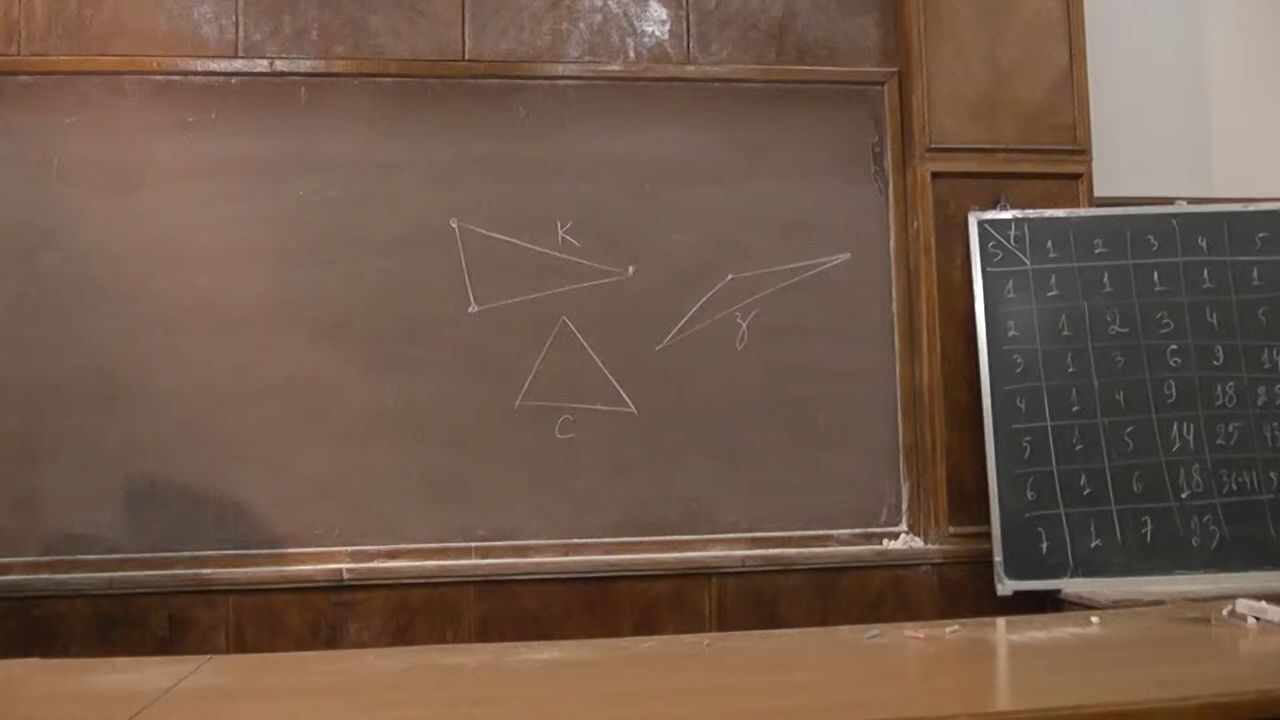 K
з
C
s t 1 2 3 4 5
1 1 1 1 1 1
2 1 2 3 4 5
3 1 3 6 9 14
4 1 4 9 18 25
5 1 5 14 25
6 1 6 18 36-41
7 1 7 23